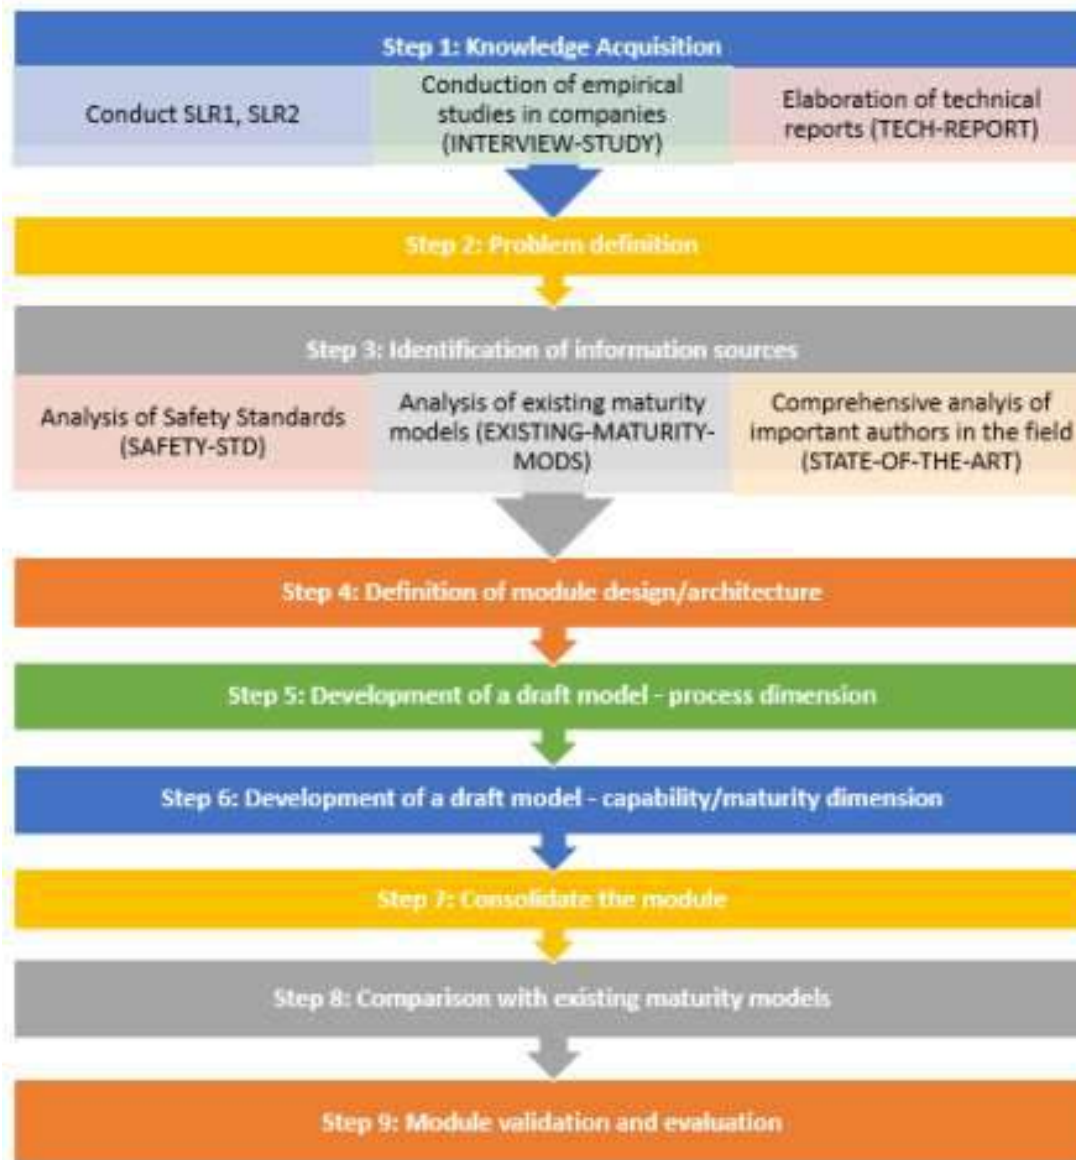 Step 1: Knowledge Acquisition
Conduct SLR1, SLR2
Conduction of empirical
studies in companies
(INTERVIEW-STUDY)
Elaboration of technical
reports (TECH-REPORT)
Step 2: Problem definition
Step 3: Identification of information sources
Analysis of Safety Standards
(SAFETY-STD)
Analysis of existing maturity
models (EXISTING-MATURITY-
MODS)
Comprehensive analyis of
important authors in the field
(STATE-OF-THE-ART)
Step 4: Definition of module design/architecture
Step 5: Development of a draft model - process dimension
Step 6: Development of a draft model - capability/maturity dimension
Step 7: Consolidate the module
Step 8: Comparison with existing maturity models
Step 9: Module validation and evaluation